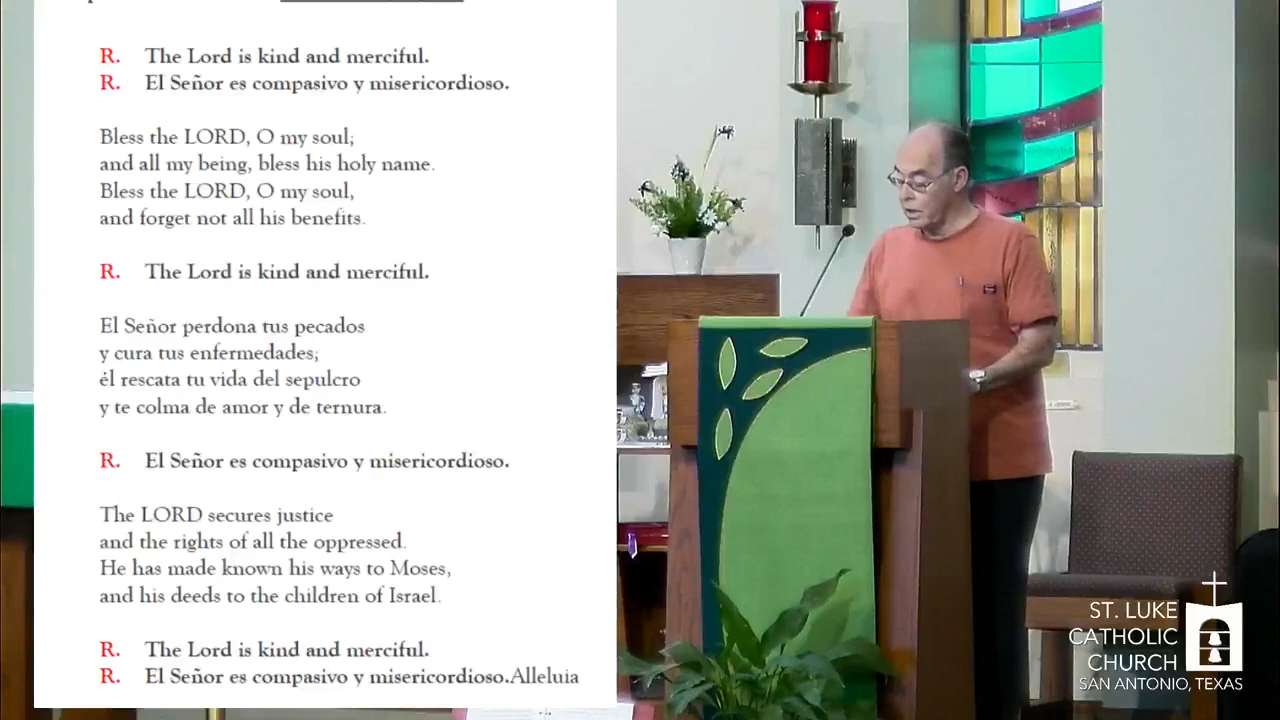 R. The Lord is kind and merciful.
R. El Señor es compasivo y misericordioso.
Bless the LORD, O my soul;
and all my being, bless his holy name.
Bless the LORD, O my soul,
and forget not all his benefits.
R. The Lord is kind and merciful.
El Señor perdona tus pecados
y cura tus enfermedades;
él rescata tu vida del sepulcro
y te colma de amor y de ternura.
R. El Señor es compasivo y misericordioso.
The LORD secures justice
and the rights of all the oppressed.
He has made known his ways to Moses,
and his deeds to the children of Israel.
R. The Lord is kind and merciful.
R. El Señor es compasivo y misericordioso.Alleluia
ST. LUKE
CATHOLIC
CHURCH
SAN ANTONIO, TEXAS